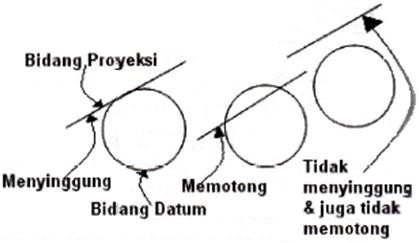 Bidang Proyeksi
Menyinggung
Bidang Datum
Memotong
Tidak
menyinggung
& juga tidak
memotong